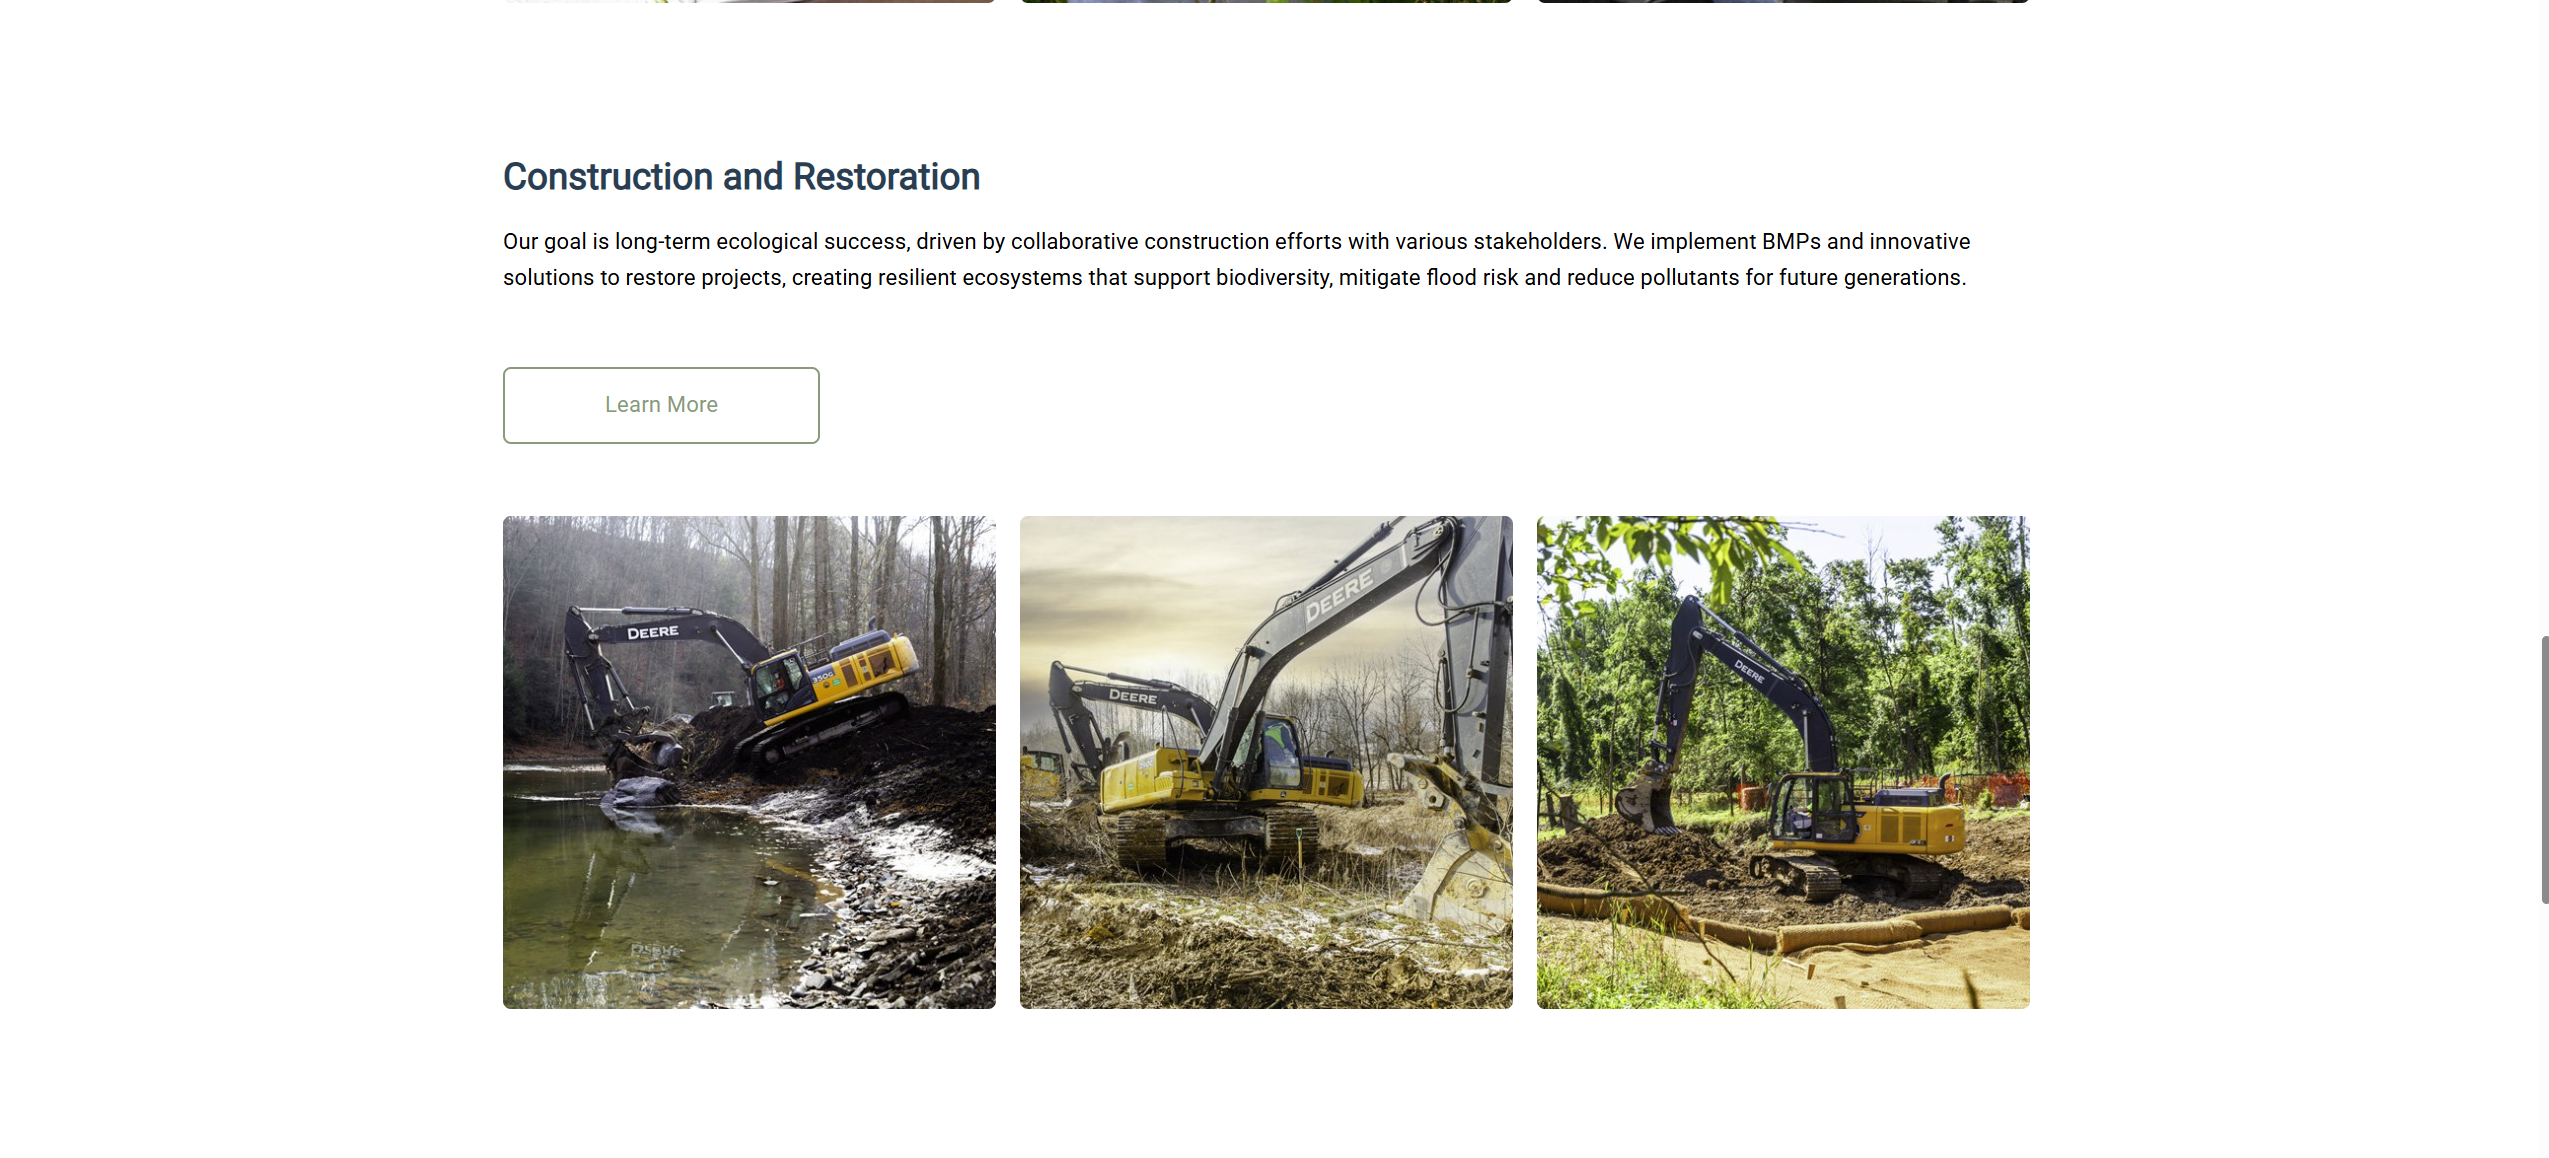 Construction and Restoration
Our goal is long-term ecological success, driven by collaborative construction efforts with various stakeholders. We implement BMPs and innovative
solutions to restore projects, creating resilient ecosystems that support biodiversity, mitigate flood risk and reduce pollutants for future generations.
Learn More
DEERE
350G
DEERE
DEERE
DEERE